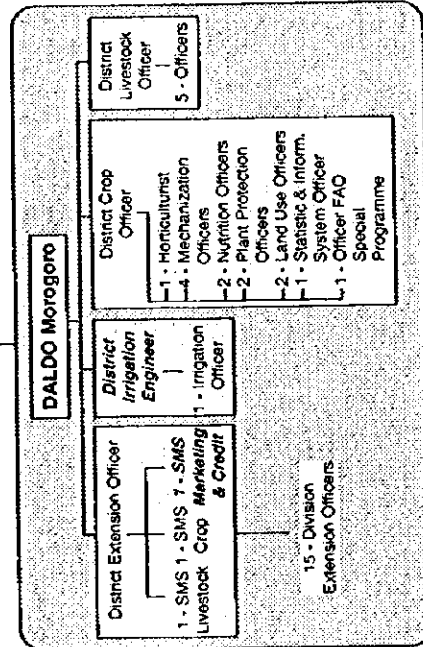 DALDO Morogoro
District Extension Officer
1 - SMS 1 - SMS 1 - SMS
Livestock Crop Marketing
& Credit
15 - Division
Extension Officers
District
Irrigation
Engineer
1 - Irrigation
Officer
District Crop
Officer
1 - Horticulturist
4 - Mechanization
Officers
2 - Nutrition Officers
2 - Plant Protection
Officers
2 - Land Use Officers
1 - Statistic & Inform.
System Officer
1 - Officer FAO
Special
Programme
District
Livestock
Officer
5 - Officers